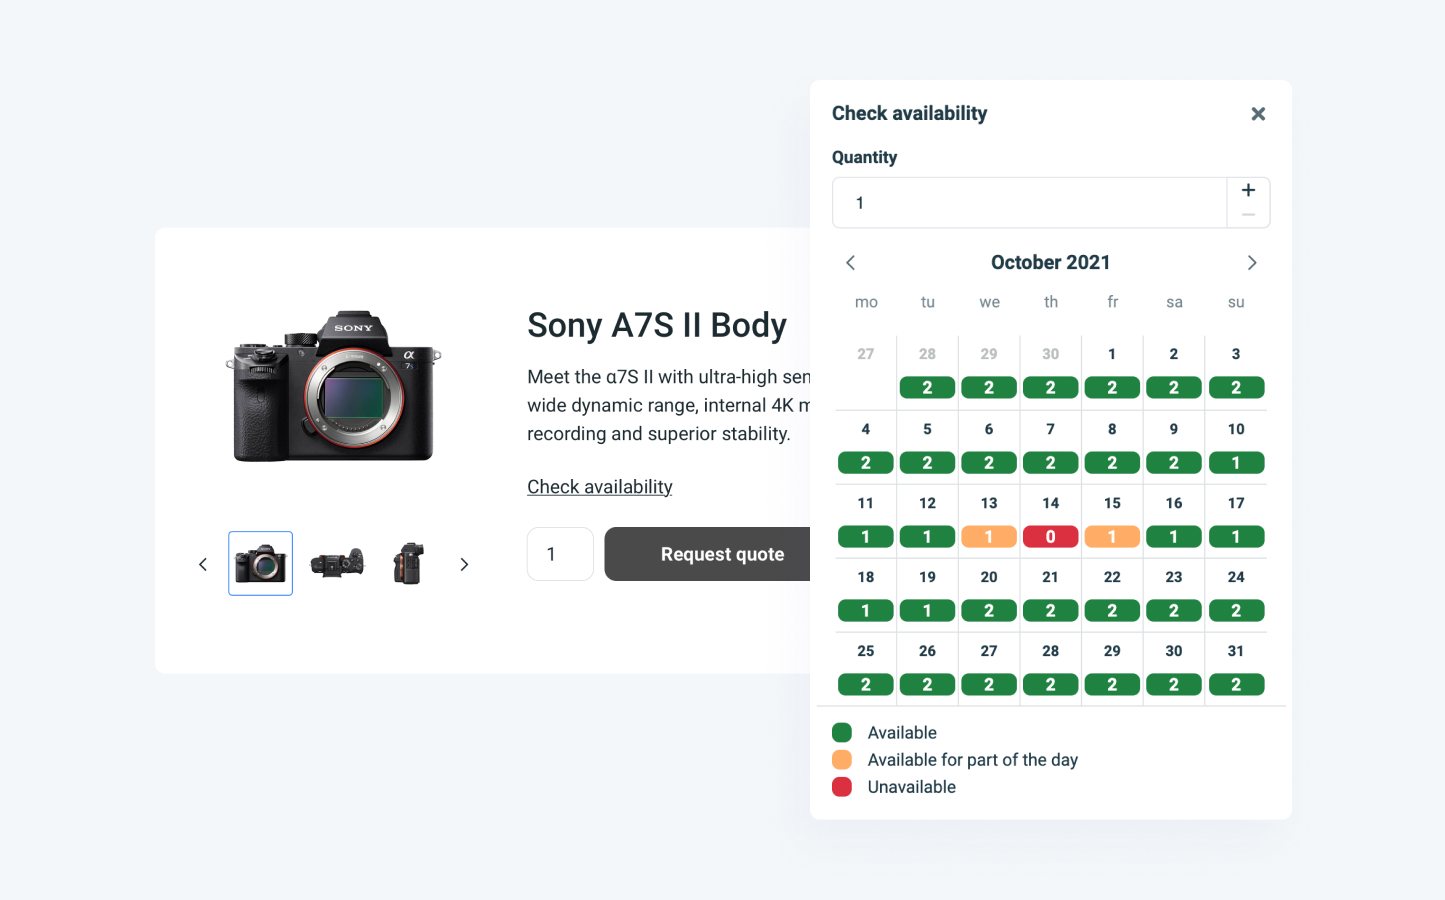 SONY
α
7S
Sony A7S II Body
Meet the α7S II with ultra-high sen
wide dynamic range, internal 4K m
recording and superior stability.
Check availability
1
Request quote
Check availability
Quantity
1
October 2021
mo tu we th fr sa su
27 28 29 30 1 2 3
2 2 2 2 2 2
4 5 6 7 8 9 10
2 2 2 2 2 2 1
11 12 13 14 15 16 17
1 1 1 0 1 1 1
18 19 20 21 22 23 24
1 1 2 2 2 2 2
25 26 27 28 29 30 31
2 2 2 2 2 2 2
Available
Available for part of the day
Unavailable